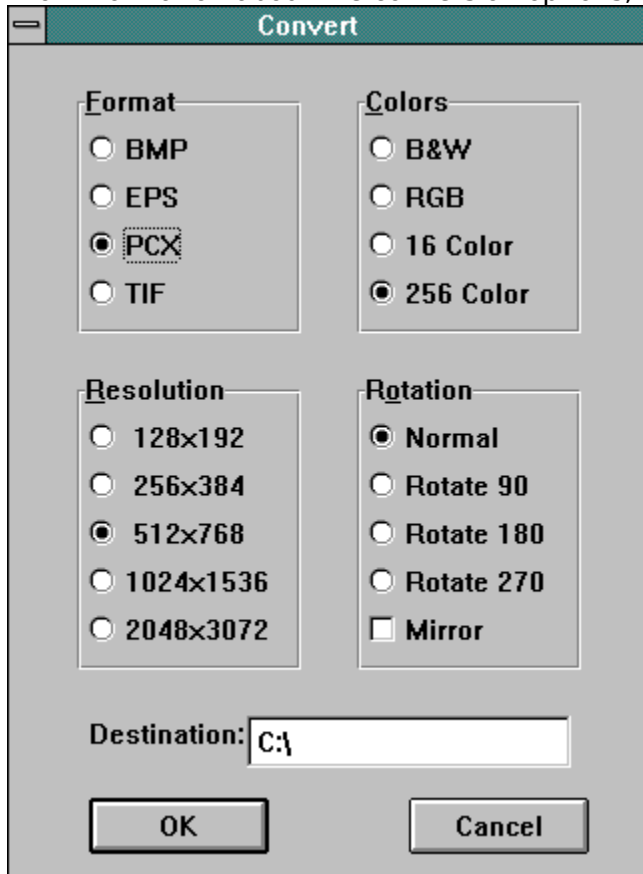 Convert
Format
BMP
EPS
PCX
TIF
Colors
B&W
RGB
16 Color
256 Color
Resolution
128x192
256x384
512x768
1024x1536
2048x3072
Rotation
Normal
Rotate 90
Rotate 180
Rotate 270
Mirror
Destination: C:\
OK
Cancel